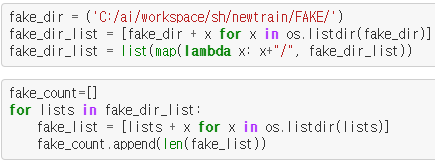 fake_dir = ('C:/ai/workspace/sh/newtrain/FAKE/')
fake_dir_list = [fake_dir + x for x in os.listdir(fake_dir)]
fake_dir_list = list(map(lambda x: x+"/", fake_dir_list))
fake_count=[]
for lists in fake_dir_list:
    fake_list = [lists + x for x in os.listdir(lists)]
    fake_count.append(len(fake_list))